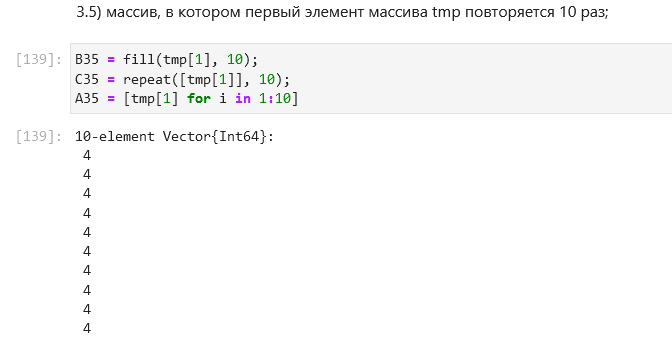 3.5) массив, в котором первый элемент массива tmp повторяется 10 раз;
[139]: B35 = fill(tmp[1], 10);
C35 = repeat([tmp[1]], 10);
A35 = [tmp[1] for i in 1:10]
[139]: 10-element Vector{Int64}:
4
4
4
4
4
4
4
4
4
4